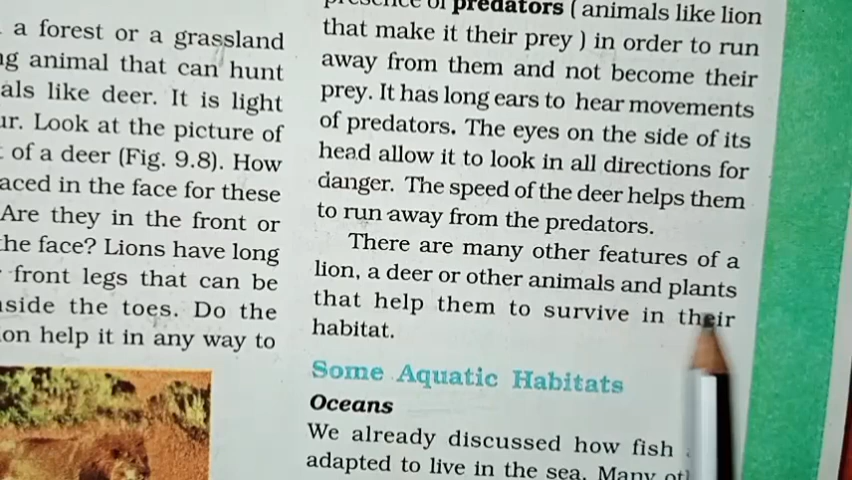 a forest or a grassland
animal that can hunt
like deer. It is light
Look at the picture of
of a deer (Fig. 9.8). How
in the face for these
Are they in the front or
the face? Lions have long
front legs that can be
the toes. Do the
help it in any way to
of predators ( animals like lion
that make it their prey ) in order to run
away from them and not become their
prey. It has long ears to hear movements
of predators. The eyes on the side of its
head allow it to look in all directions for
danger. The speed of the deer helps them
to run away from the predators.
There are many other features of a
lion, a deer or other animals and plants
that help them to survive in their
habitat.
Some Aquatic Habitats
Oceans
We already discussed how fish
adapted to live in the sea. Many